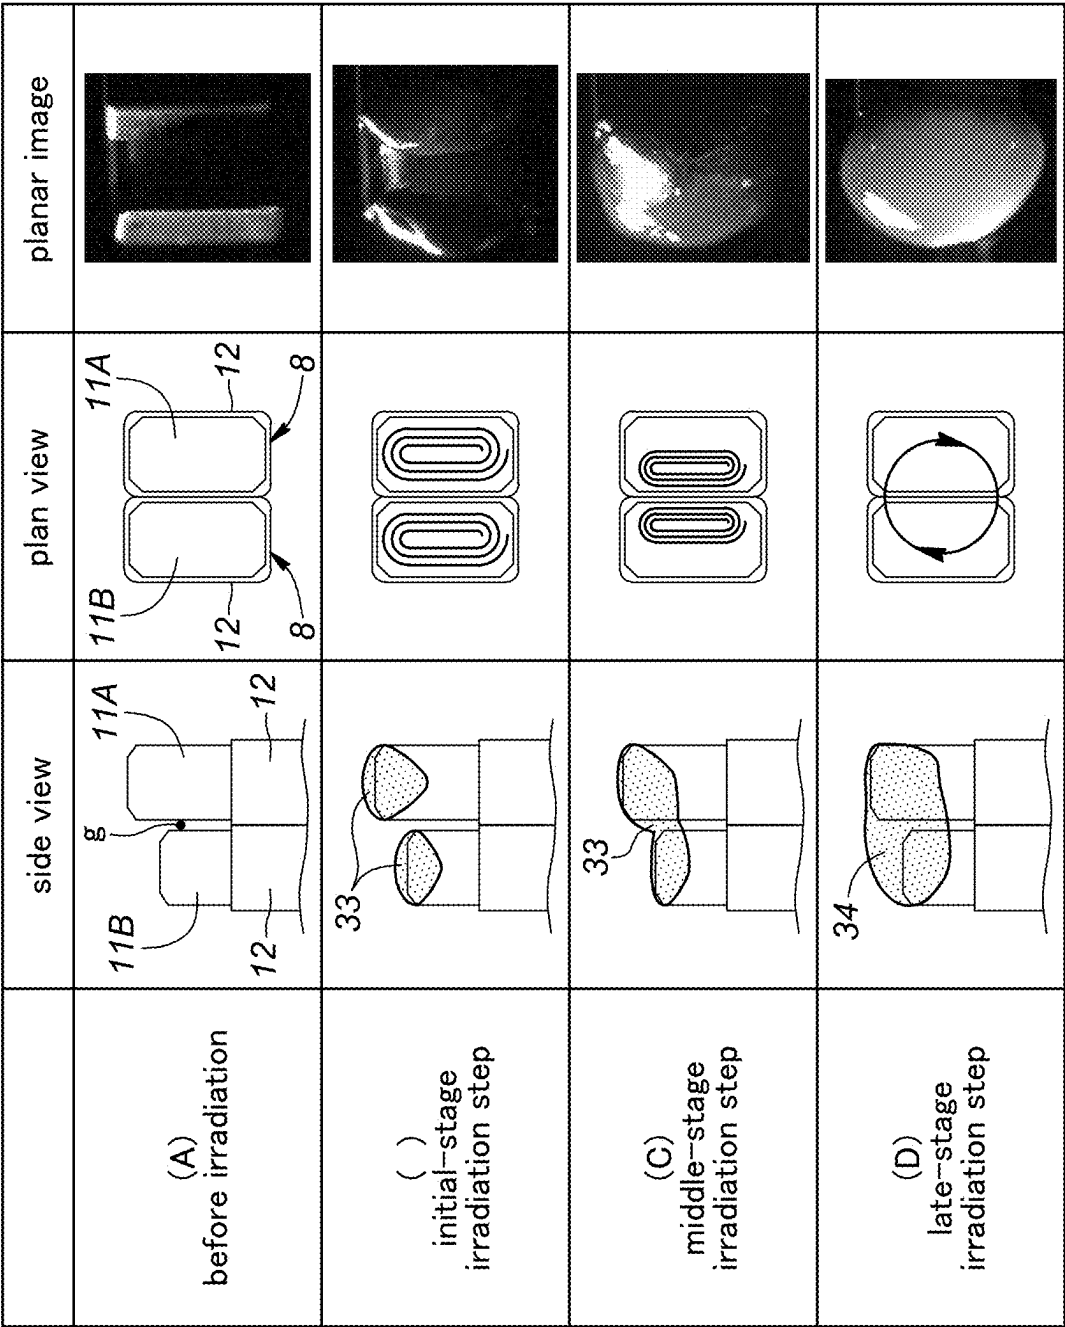 side view
plan view
planar image
(A)
before irradiation
11B
g
11A
12
12
11B
11A
12
12
8
8
( )
initial-stage
irradiation step
33
(C)
middle-stage
irradiation step
33
(D)
late-stage
irradiation step
34